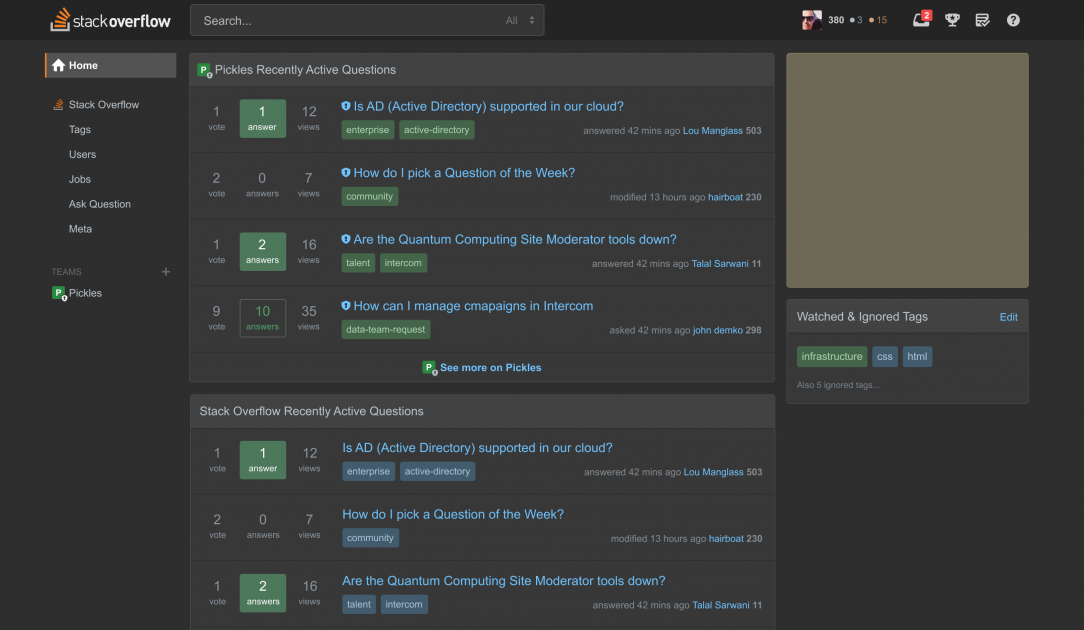 stackoverflow
Search...
All
380 3 15
2
?
Home
Stack Overflow
Tags
Users
Jobs
Ask Question
Meta
TEAMS +
P Pickles
P Pickles Recently Active Questions
1 vote
1 answer
12 views
Is AD (Active Directory) supported in our cloud?
enterprise active-directory
answered 42 mins ago Lou Manglass 503
2 vote
0 answers
7 views
How do I pick a Question of the Week?
community
modified 13 hours ago hairboat 230
1 vote
2 answers
16 views
Are the Quantum Computing Site Moderator tools down?
talent intercom
answered 42 mins ago Talal Sarwani 11
9 vote
10 answers
35 views
How can I manage cmapaigns in Intercom
data-team-request
asked 42 mins ago john demko 298
P See more on Pickles
Stack Overflow Recently Active Questions
1 vote
1 answer
12 views
Is AD (Active Directory) supported in our cloud?
enterprise active-directory
answered 42 mins ago Lou Manglass 503
2 vote
0 answers
7 views
How do I pick a Question of the Week?
community
modified 13 hours ago hairboat 230
1 vote
2 answers
16 views
Are the Quantum Computing Site Moderator tools down?
talent intercom
answered 42 mins ago Talal Sarwani 11
Watched & Ignored Tags Edit
infrastructure css html
Also 5 ignored tags...